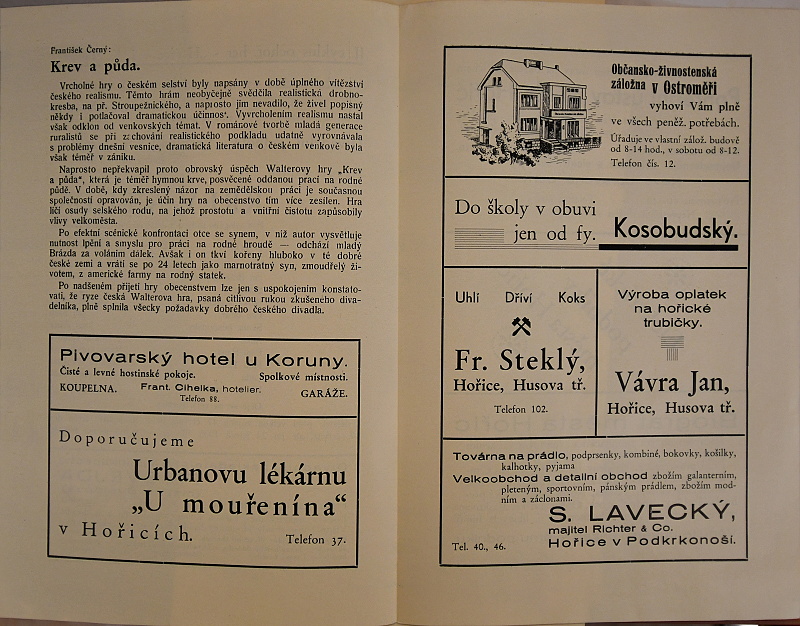 František Černý:
Krev a půda.
Vrcholné hry o českém selství byly napsány v době úplného vítězství
českého realismu. Těmto hrám neobyčejně svědčila realistická drobno-
kresba, na př. Stroupežnického, a naprosto jim nevadilo, že živel popisný
někdy i potlačoval dramatickou účinnos'. Vyvrcholením realismu nastal
však odklon od venkovských témat. V románové tvorbě mladá generace
ruralistů se při zachování realistického podkladu udatně vyrovnávala
s problémy dnešní vesnice, dramatická literatura o českém venkově byla
však téměř v zániku.
Naprosto nepřekvapil proto obrovský úspěch Walterovy hry „Krev
a půda", která je téměř hymnou krve, posvěcené oddanou prací na rodné
půdě. V době, kdy zkreslený názor na zemědělskou práci je současnou
společností opravován, je účin hry na obecenstvo tím více zesílen. Hra
líčí osudy selského rodu, na jehož prostotu a vnitřní čistotu zapůsobily
vlivy velkoměsta.
Po efektní scénické konfrontaci otce se synem, v níž autor vysvětluje
nutnost lpění a smyslu pro práci na rodné hroudě — odchází mladý
Brázda za voláním dálek. Avšak i on tkví kořeny hluboko v té dobré
české zemi a vrátí se po 24 letech jako marnotratný syn, zmoudřelý ži-
votem, z americké farmy na rodný statek.
Po nadšeném přijetí hry obecenstvem lze jen s uspokojením konstato-
vati, že ryze česká Walterova hra, psaná citlivou rukou zkušeného diva-
delníka, plně splnila všecky požadavky dobrého českého divadla.
Pivovarský hotel u Koruny.
Čisté a levné hostinské pokoje. Spolkové místnosti.
KOUPELNA. Frant. Cihelka, hotelier. GARÁŽE.
Telefon 88.
Doporučujeme
Urbanovu lékárnu
„U mouřenína“
v Hořicích. Telefon 37.
Občansko-živnostenská
záložna v Ostroměři
vyhoví Vám plně
ve všech peněž. potřebách.
Úřaduje ve vlastní zálož. budově
od 8-14 hod., v sobotu od 8-12.
Telefon čís. 12.
Do školy v obuvi
jen od fy. Kosobudský.
Uhlí Dříví Koks
Fr. Steklý,
Hořice, Husova tř.
Telefon 102.
Výroba oplatek
na hořické
trubičky.
Vávra Jan,
Hořice, Husova tř.
Továrna na prádlo, podprsenky, kombiné, bokovky, košilky,
kalhotky, pyjama
Velkoobchod a detailní obchod zbožím galanterním,
pleteným, sportovním, pánským prádlem, zbožím mod-
ním a záclonami.
S. LAVECKÝ,
majitel Richter & Co.
Tel. 40., 46. Hořice v Podkrkonoší.